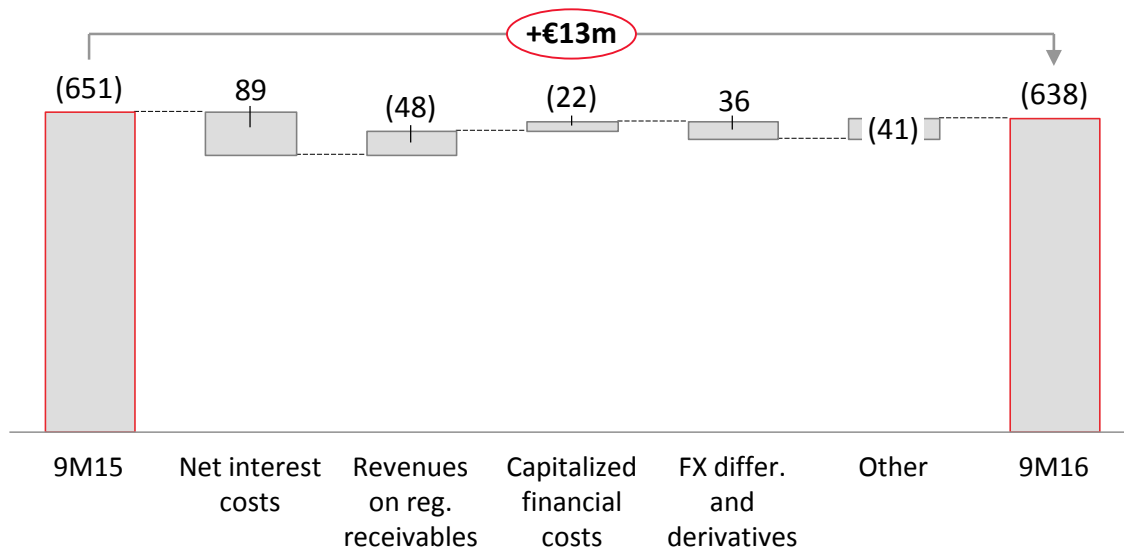 +€13m
(651)
89
(48)
(22)
36
(41)
(638)
9M15
Net interest
costs
Revenues
on reg.
receivables
Capitalized
financial
costs
FX differ.
and
derivatives
Other
9M16